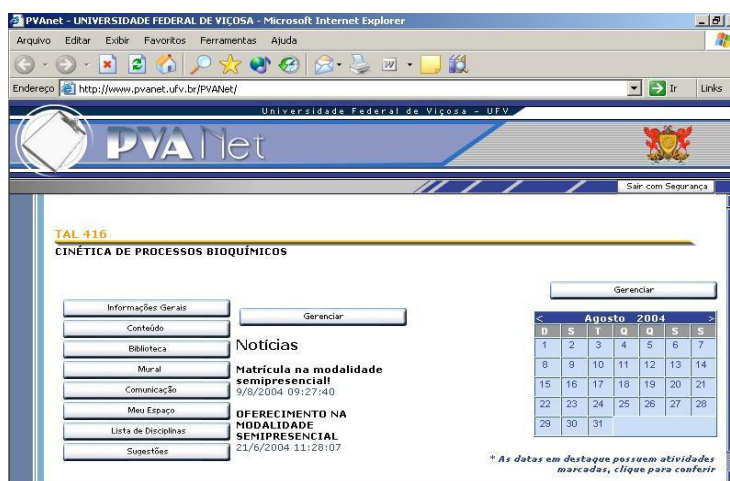 PVAnet - UNIVERSIDADE FEDERAL DE VIÇOSA - Microsoft Internet Explorer
Arquivo Editar Exibir Favoritos Ferramentas Ajuda
Endereço http://www.pvanet.ufv.br/PVANet/ Ir Links
Universidade Federal de Viçosa - UFV
PVANet
Sair com Segurança
TAL 416
CINÉTICA DE PROCESSOS BIOQUÍMICOS
Informações Gerais
Conteúdo
Biblioteca
Mural
Comunicação
Meu Espaço
Lista de Disciplinas
Sugestões
Gerenciar
Notícias
Matrícula na modalidade
semipresencial!
9/8/2004 09:27:40
OFERECIMENTO NA
MODALIDADE
SEMIPRESENCIAL
21/6/2004 11:28:07
Gerenciar
< Agosto 2004 >
D S T Q Q S S
1 2 3 4 5 6 7
8 9 10 11 12 13 14
15 16 17 18 19 20 21
22 23 24 25 26 27 28
29 30 31
* As datas em destaque possuem atividades
marcadas, clique para conferir